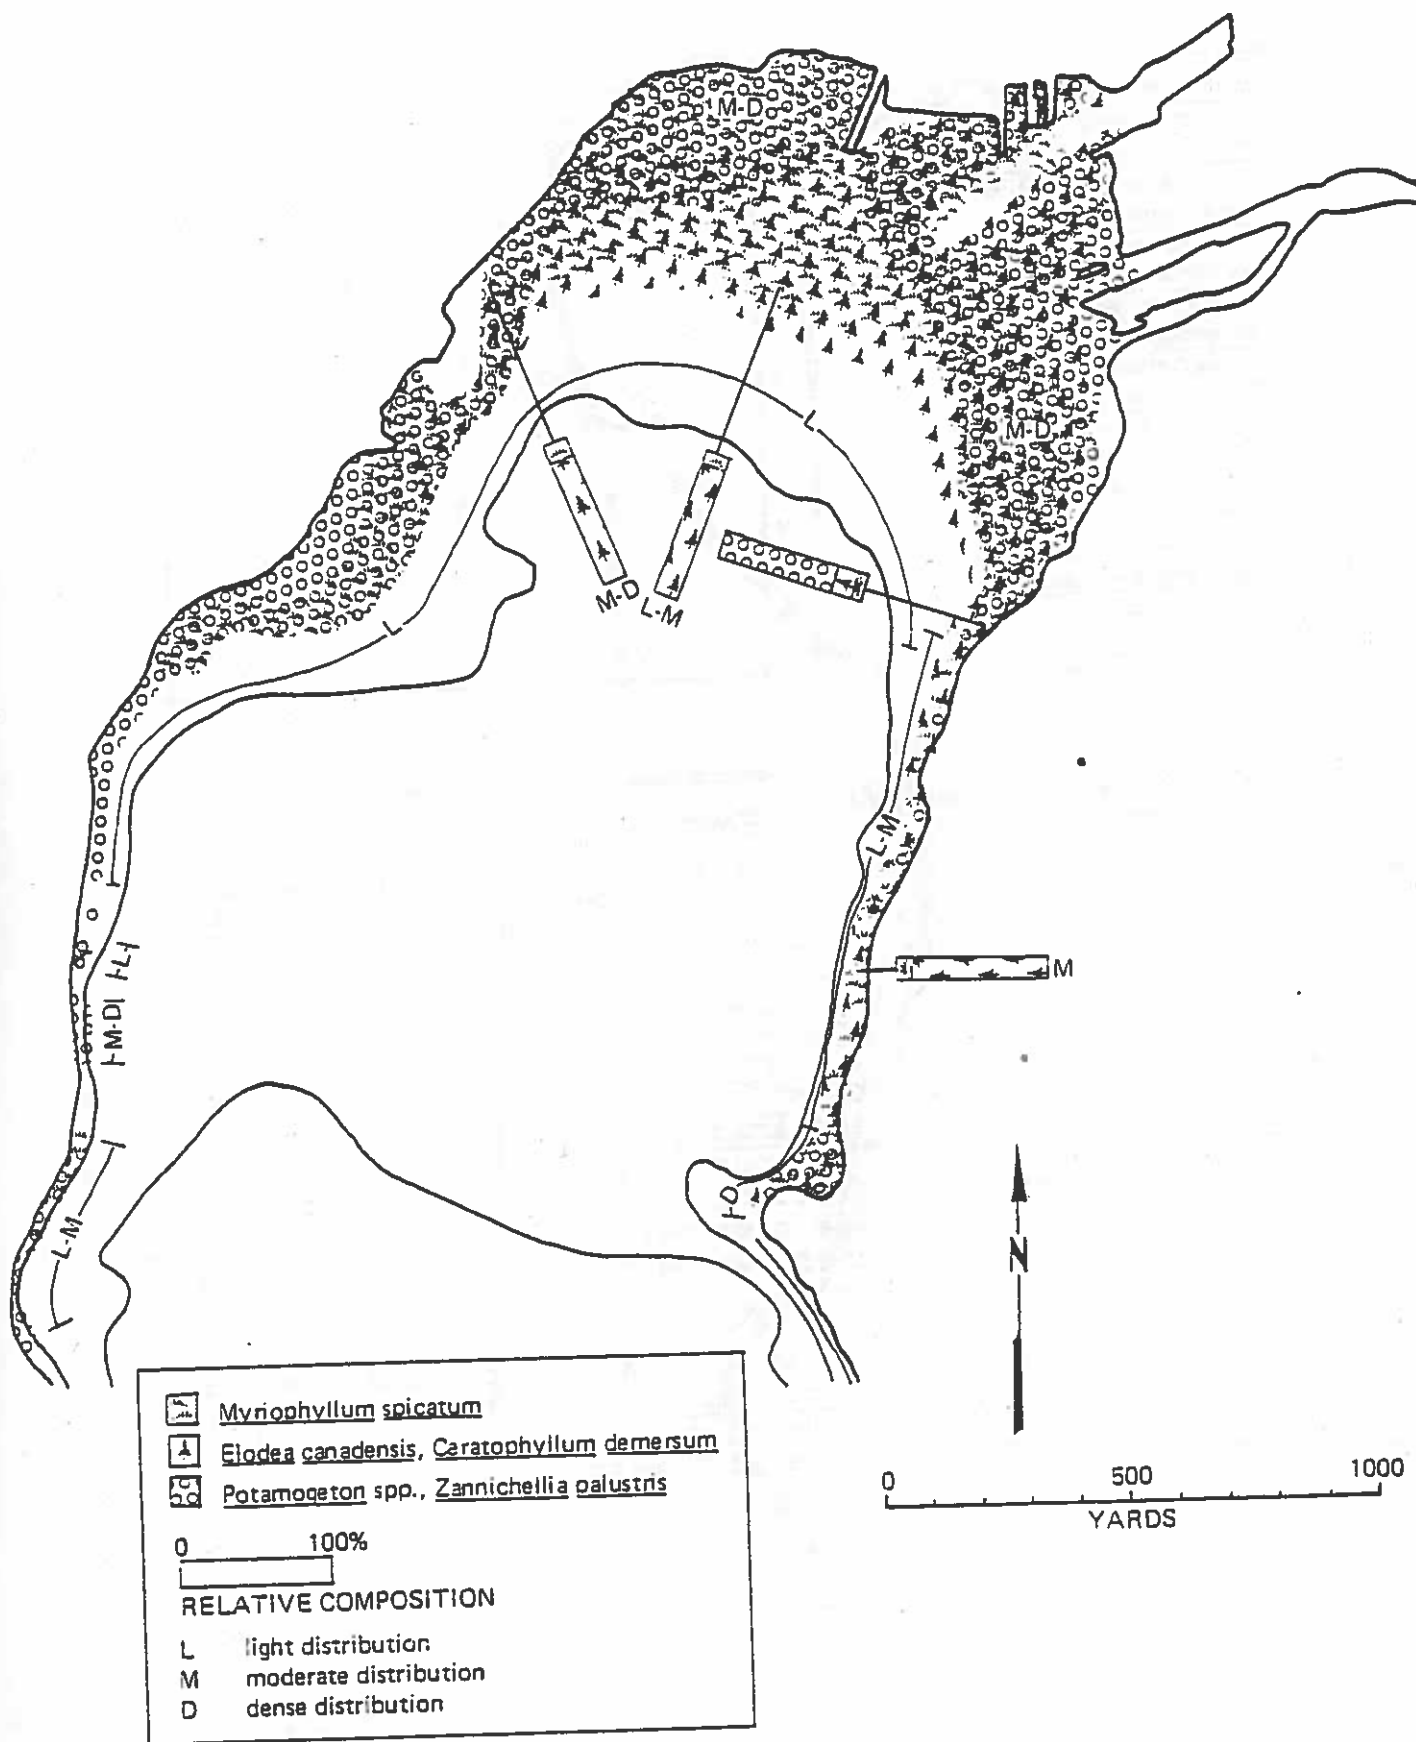 M-D
L
M-D
M-D
L-M
L
L-M
M
L
M-D
L-M
D
N
Myriophyllum spicatum
Elodea canadensis, Caratophyllum demersum
Potamogeton spp., Zannichellia palustris
0 100%
RELATIVE COMPOSITION
L light distribution
M moderate distribution
D dense distribution
0 500 1000
YARDS